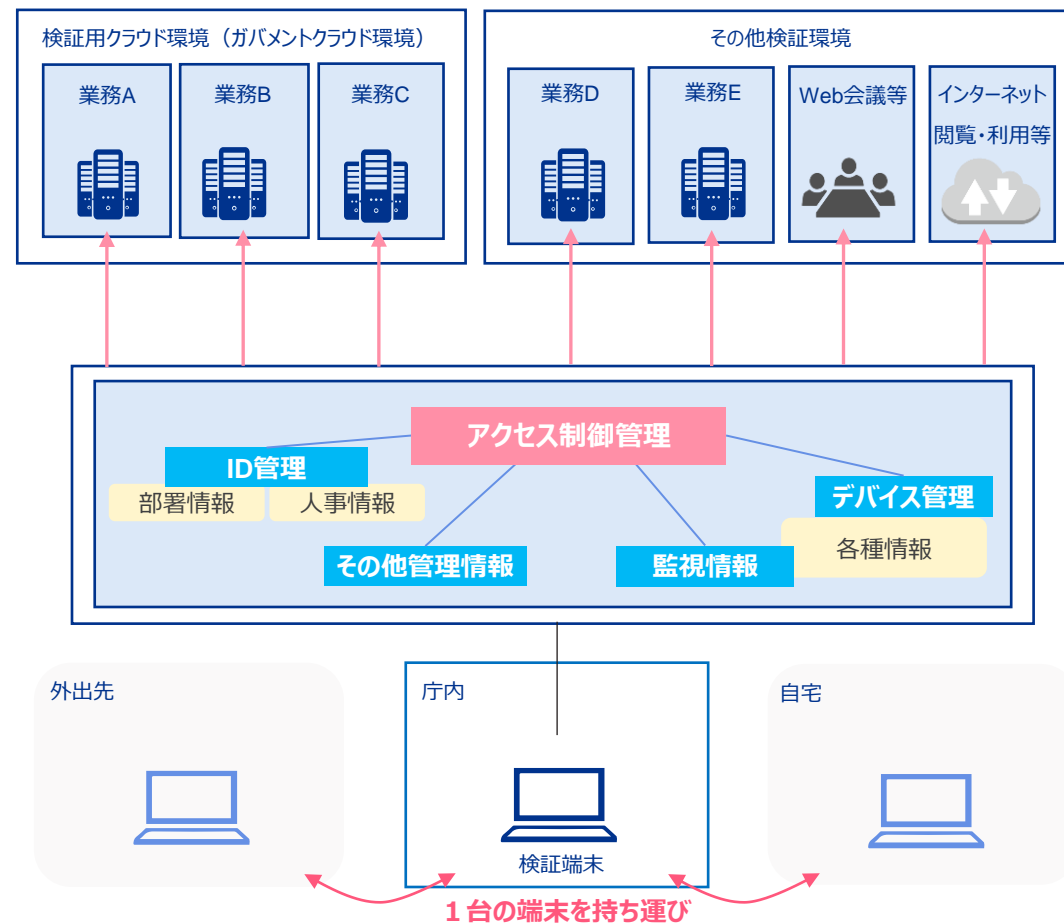 検証用クラウド環境（ガバメントクラウド環境）
その他検証環境
業務A
業務B
業務C
業務D
業務E
Web会議等
インターネット
閲覧・利用等
アクセス制御管理
ID管理
部署情報
人事情報
デバイス管理
各種情報
その他管理情報
監視情報
外出先
庁内
自宅
検証端末
１台の端末を持ち運び